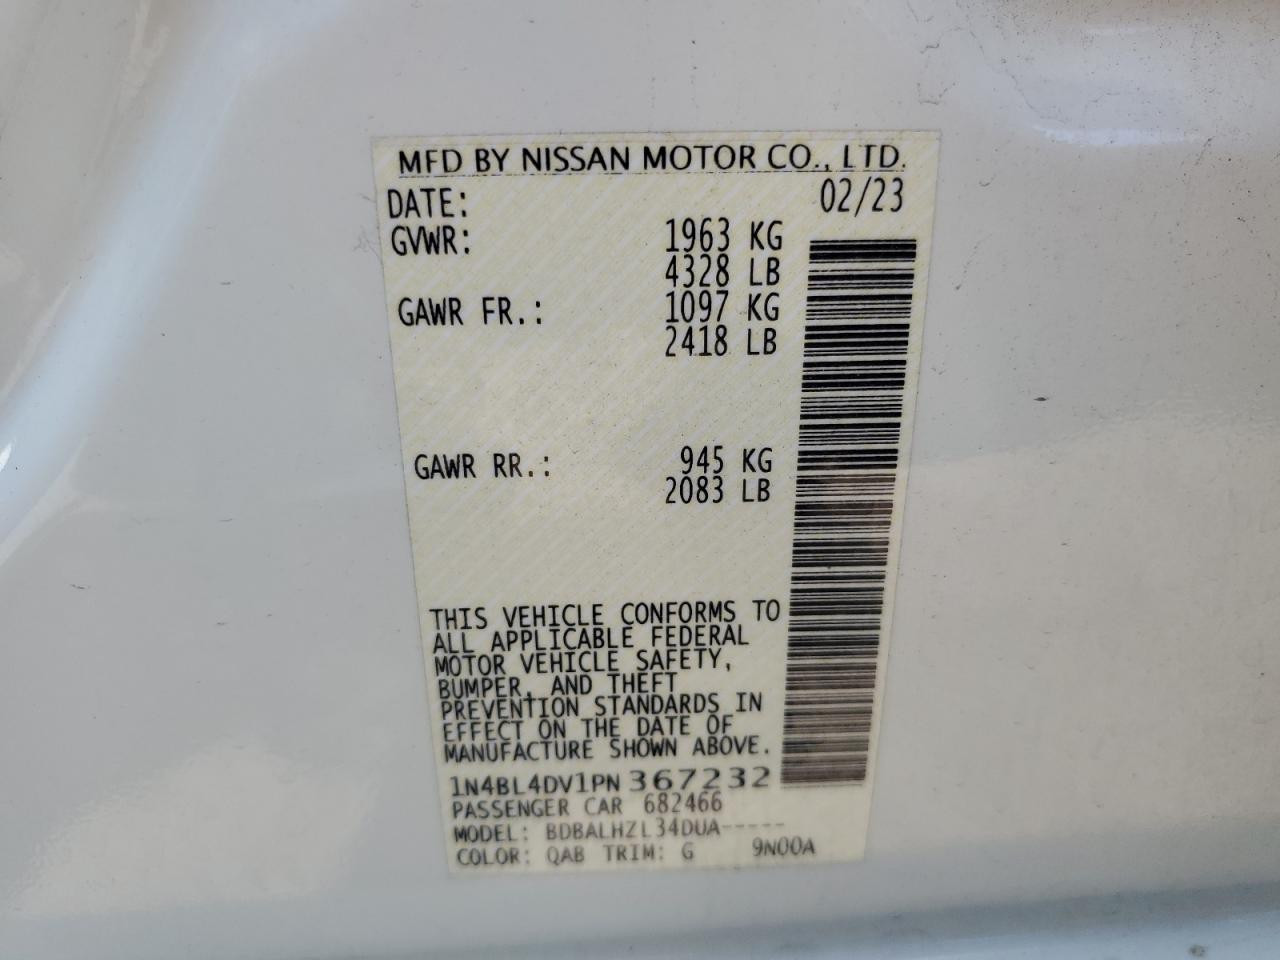 MFD BY NISSAN MOTOR CO., LTD.
DATE: 02/23
GVWR: 1963 KG
4328 LB
GAWR FR.: 1097 KG
2418 LB
GAWR RR.: 945 KG
2083 LB
THIS VEHICLE CONFORMS TO
ALL APPLICABLE FEDERAL
MOTOR VEHICLE SAFETY,
BUMPER, AND THEFT
PREVENTION STANDARDS IN
EFFECT ON THE DATE OF
MANUFACTURE SHOWN ABOVE.
1N4BL4DV1PN367232
PASSENGER CAR 682466
MODEL: BDBALHZL34DUA-----
COLOR: QAB TRIM: G 9N00A